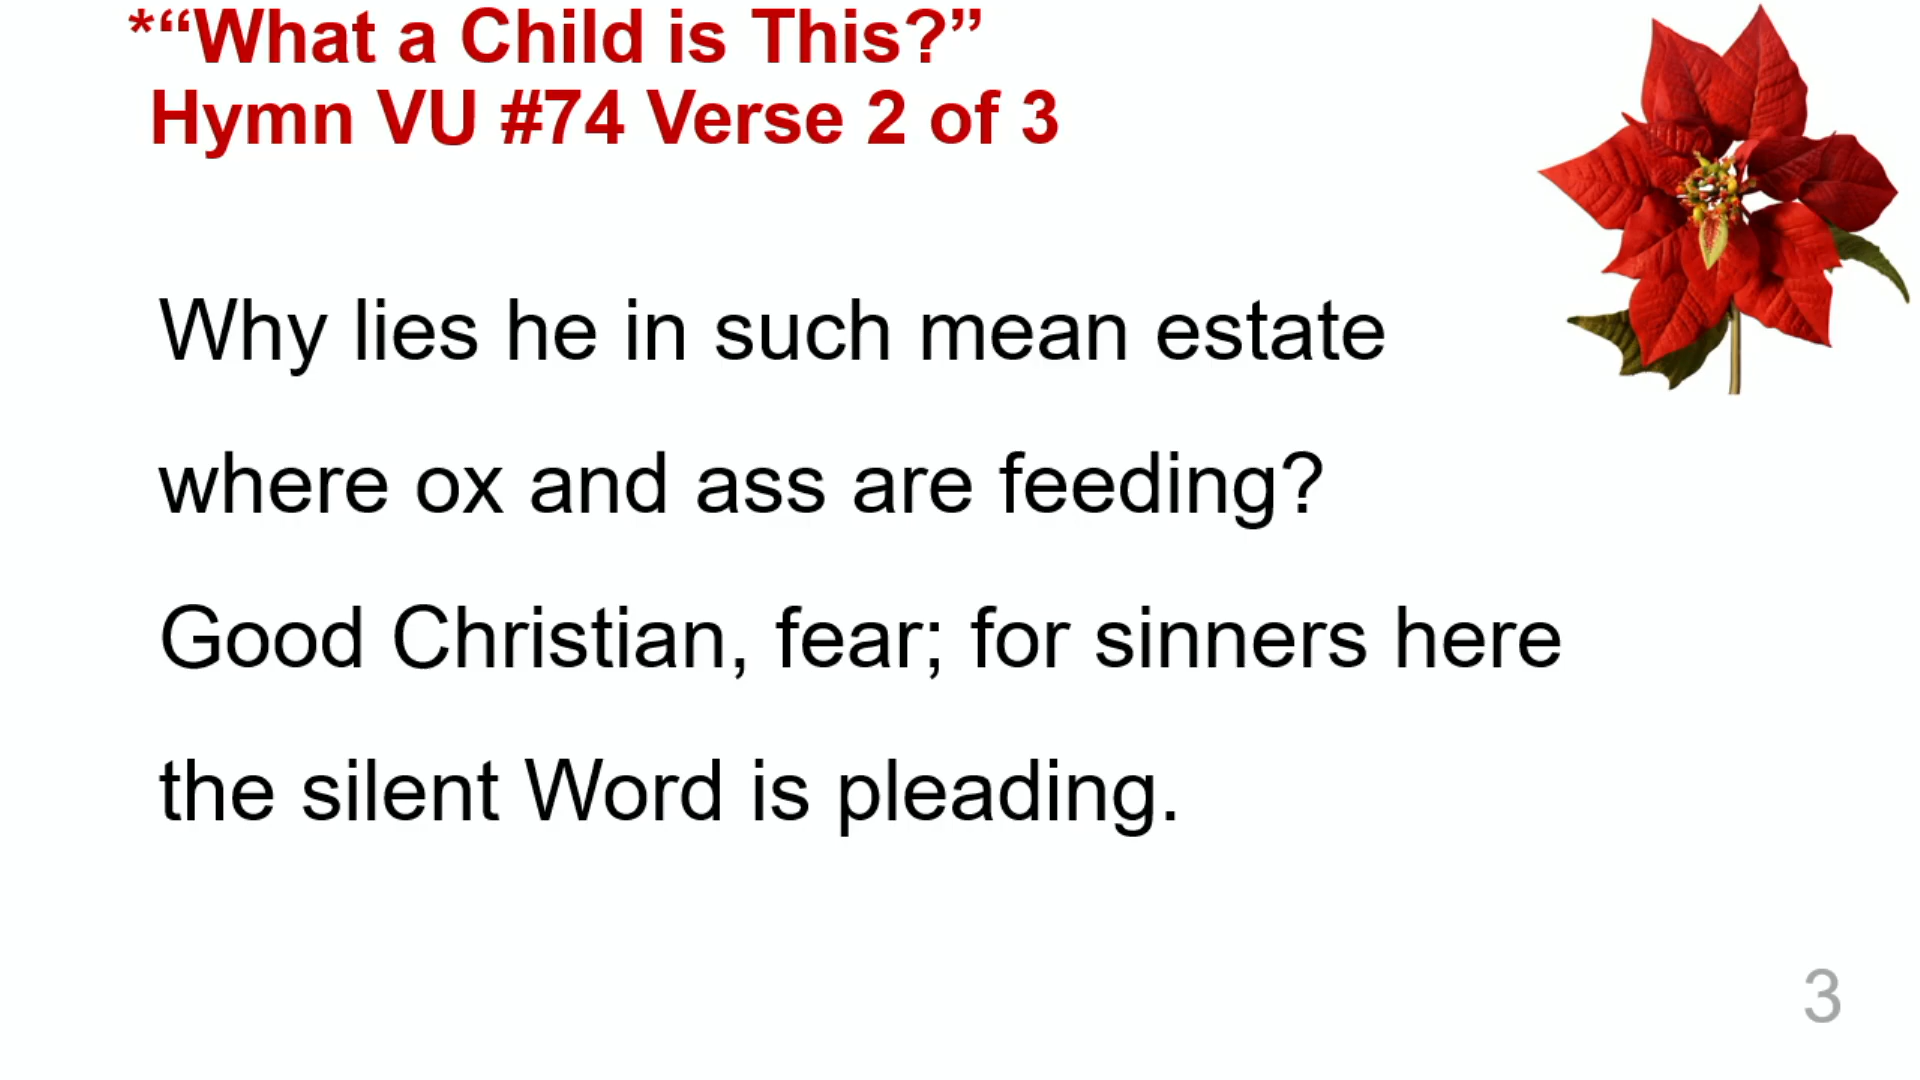 *“What a Child is This?”
Hymn VU #74 Verse 2 of 3
Why lies he in such mean estate
where ox and ass are feeding?
Good Christian, fear; for sinners here
the silent Word is pleading.
3